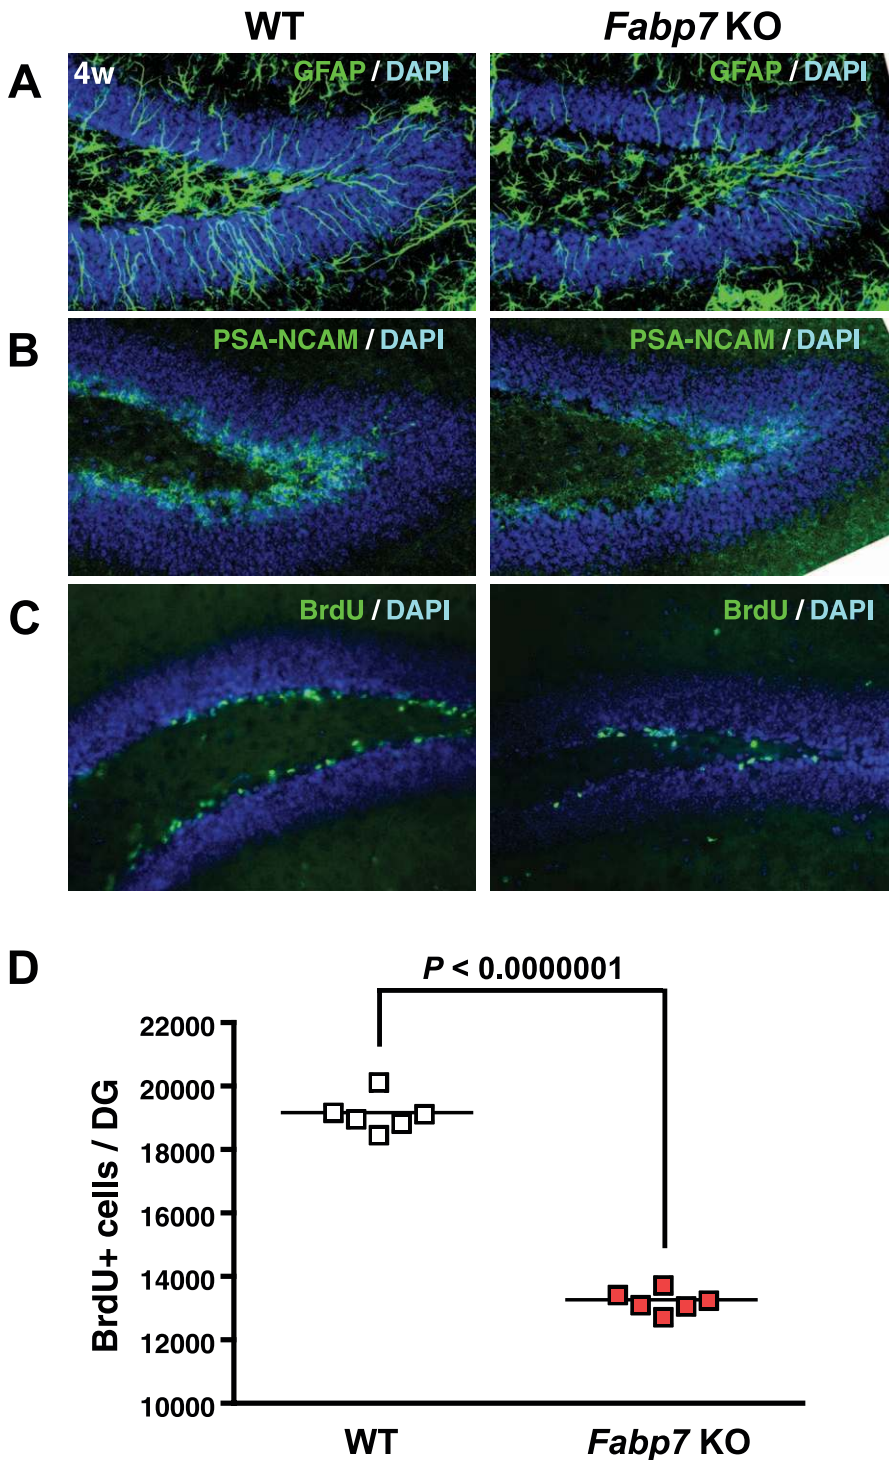 WT Fabp7 KO
A 4w GFAP / DAPI GFAP / DAPI
B PSA-NCAM / DAPI PSA-NCAM / DAPI
C BrdU / DAPI BrdU / DAPI
D
P < 0.0000001
22000
20000
18000
16000
14000
12000
10000
BrdU+ cells / DG
WT Fabp7 KO